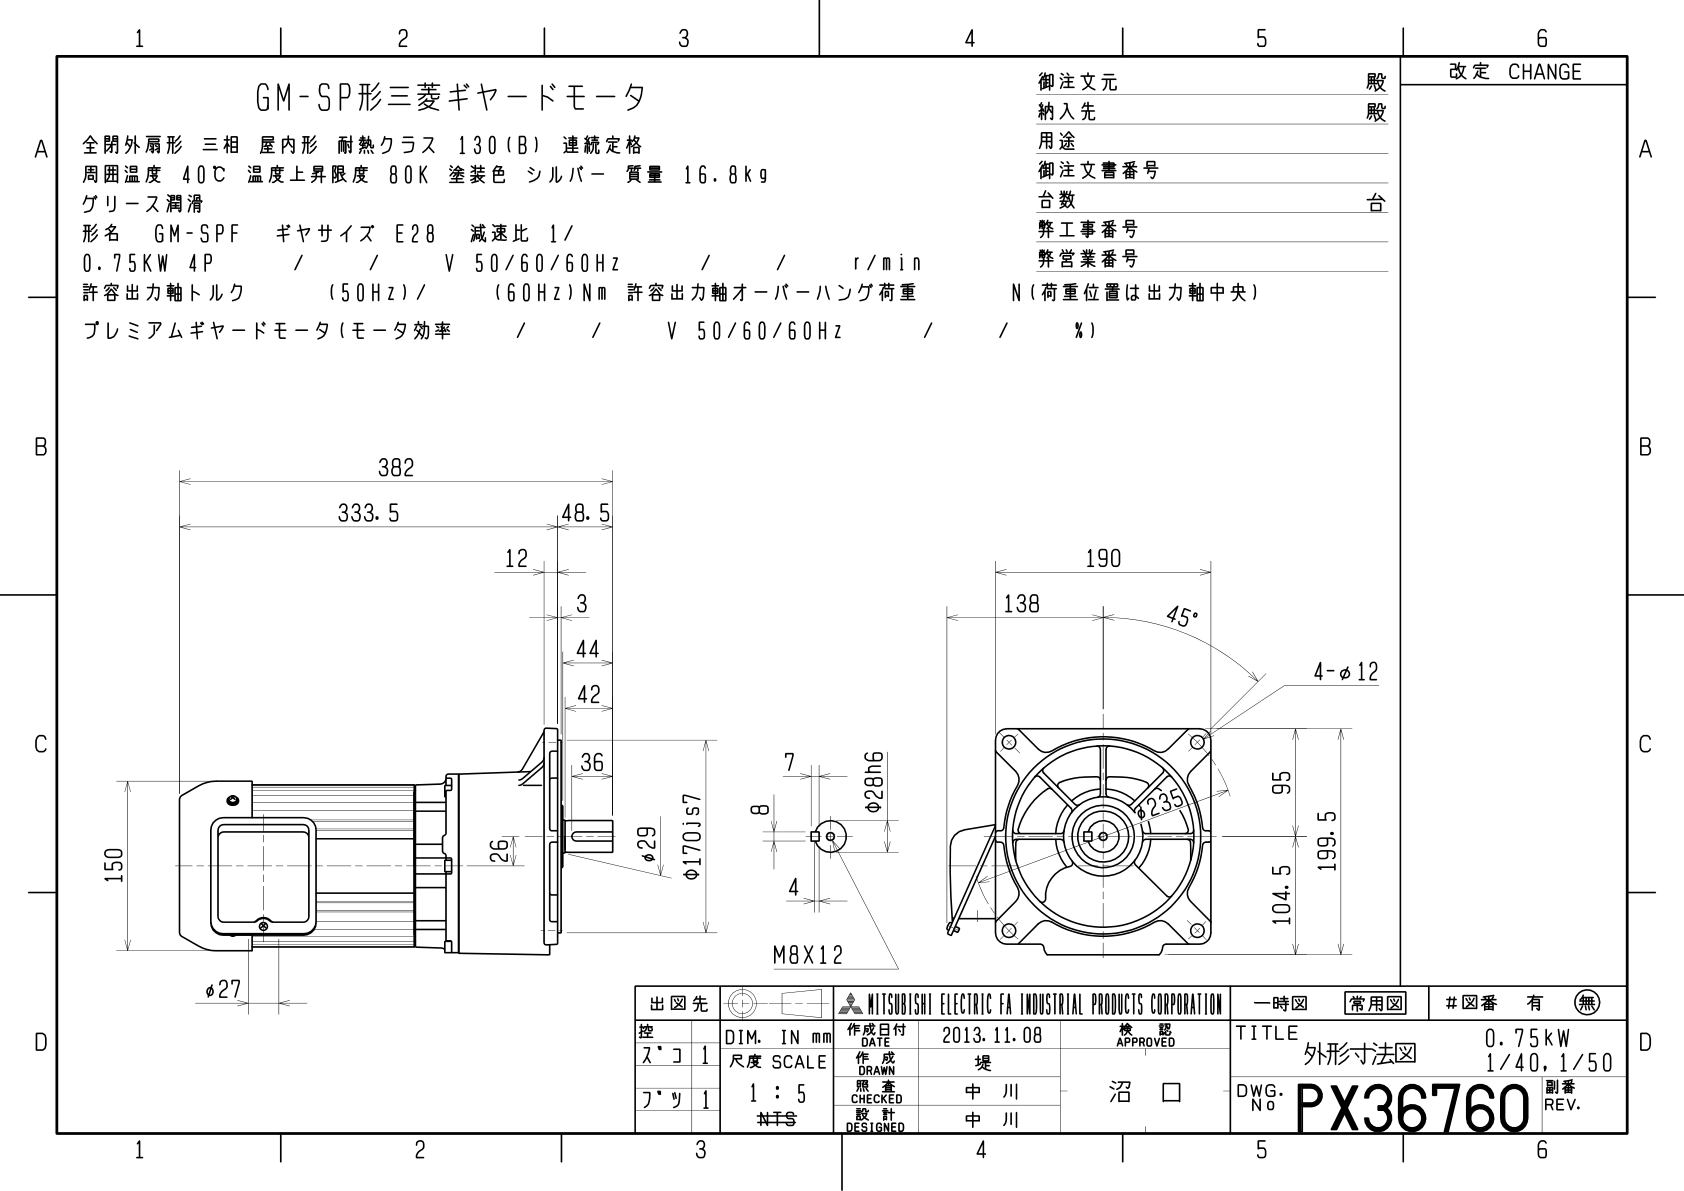 1 2 3 4 5 6
改定 CHANGE
GM-SP形三菱ギヤードモータ
全閉外扇形 三相 屋内形 耐熱クラス 130(B) 連続定格
周囲温度 40℃ 温度上昇限度 80K 塗装色 シルバー 質量 16.8kg
グリース潤滑
形名 GM-SPF ギヤサイズ E28 減速比 1/
0.75KW 4P / / V 50/60/60Hz / / r/min
許容出力軸トルク (50Hz)/ (60Hz)Nm 許容出力軸オーバーハング荷重 N(荷重位置は出力軸中央)
プレミアムギヤードモータ(モータ効率 / / V 50/60/60Hz / / %)
御注文元 殿
納入先 殿
用途
御注文書番号
台数 台
弊工事番号
弊営業番号
A A
B B
C C
D D
382
333.5 48.5
12
3
44
42
36
150
26
φ29
φ170js7
φ27
7
8
4
φ28h6
M8X12
190
138
45°
4-φ12
φ235
95
104.5
199.5
出図先
控
ズコ 1
ブツ 1
DIM. IN mm
尺度 SCALE
1 : 5
NTS
MITSUBISHI ELECTRIC FA INDUSTRIAL PRODUCTS CORPORATION
作成日付 DATE 2013.11.08
作成 DRAWN 堤
照査 CHECKED 中川
設計 DESIGNED 中川
検認 APPROVED
沼口
一時図 常用図 #図番 有 無
TITLE 外形寸法図 0.75kW
1/40,1/50
DWG. No PX36760 副番 REV.
1 2 3 4 5 6